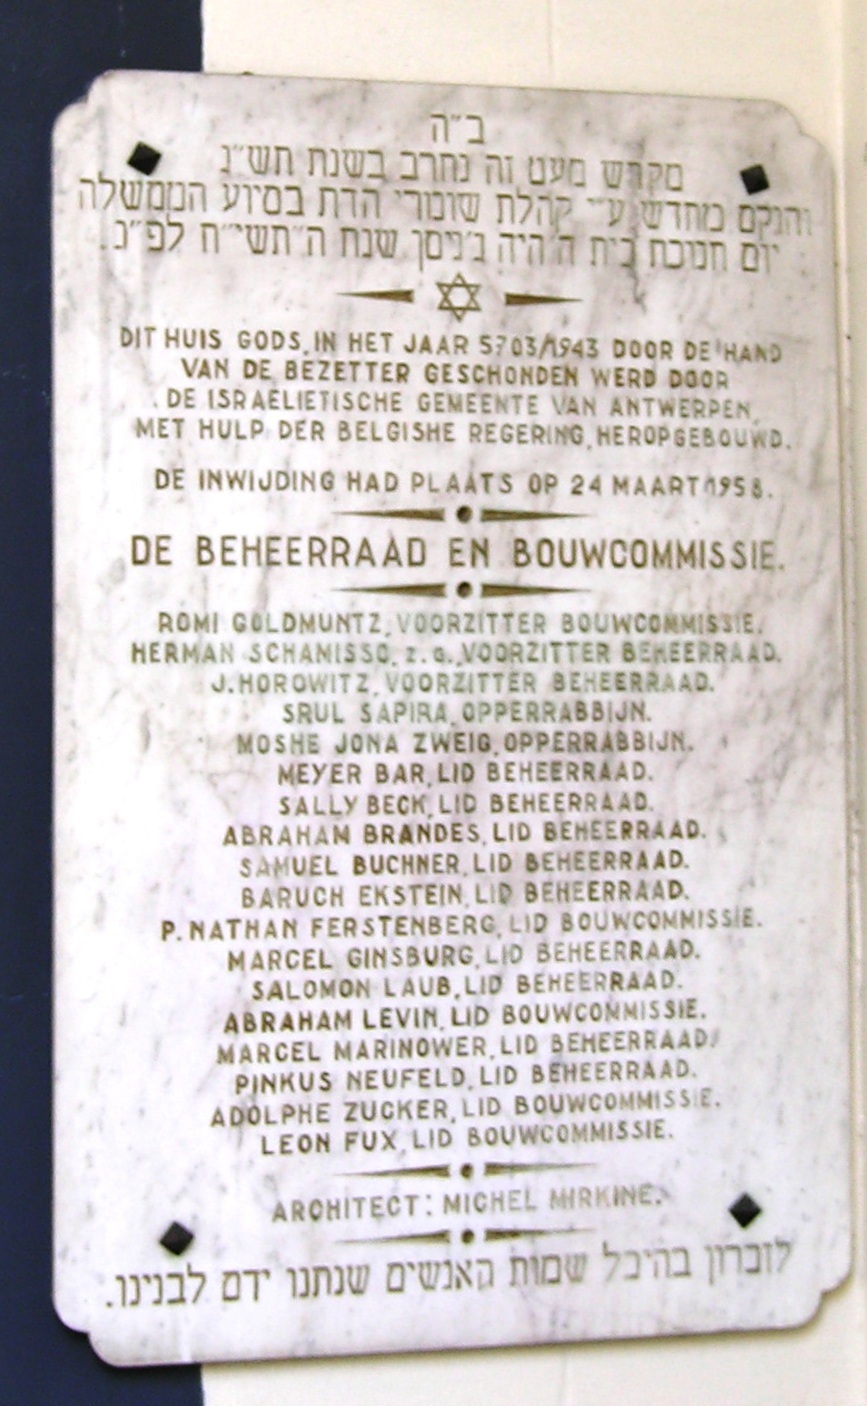 ב״ה
מקדש מעט זה נחרב בשנת תש״ג
והוקם מחדש ע״י קהלת שומרי הדת בסיוע הממשלה
יום חנוכת בית ה׳ היה ג׳ ניסן שנת ה׳תשי״ח לפ״ג.
DIT HUIS GODS, IN HET JAAR 5703/1943 DOOR DE HAND
VAN DE BEZETTER GESCHONDEN WERD DOOR
DE ISRAËLIETISCHE GEMEENTE VAN ANTWERPEN,
MET HULP DER BELGISHE REGERING, HEROPGEBOUWD.
DE INWIJDING HAD PLAATS OP 24 MAART 1958.
DE BEHEERRAAD EN BOUWCOMMISSIE.
ROMI GOLDMUNTZ, VOORZITTER BOUWCOMMISSIE.
HERMAN SCHAMISSO, z.g., VOORZITTER BEHEERRAAD.
J. HOROWITZ, VOORZITTER BEHEERRAAD.
SRUL SAPIRA, OPPERRABBIJN.
MOSHE JONA ZWEIG, OPPERRABBIJN.
MEYER BAR, LID BEHEERRAAD.
SALLY BECK, LID BEHEERRAAD.
ABRAHAM BRANDES, LID BEHEERRAAD.
SAMUEL BUCHNER, LID BEHEERRAAD.
BARUCH EKSTEIN, LID BEHEERRAAD.
P. NATHAN FERSTENBERG, LID BOUWCOMMISSIE.
MARCEL GINSBURG, LID BEHEERRAAD.
SALOMON LAUB, LID BEHEERRAAD.
ABRAHAM LEVIN, LID BOUWCOMMISSIE.
MARCEL MARINOWER, LID BEHEERRAAD.
PINKUS NEUFELD, LID BEHEERRAAD.
ADOLPHE ZUCKER, LID BOUWCOMMISSIE.
LEON FUX, LID BOUWCOMMISSIE.
ARCHITECT: MICHEL MIRKINE.
לזכרון בהיכל שמות האנשים שנתנו ידם לבנינו.